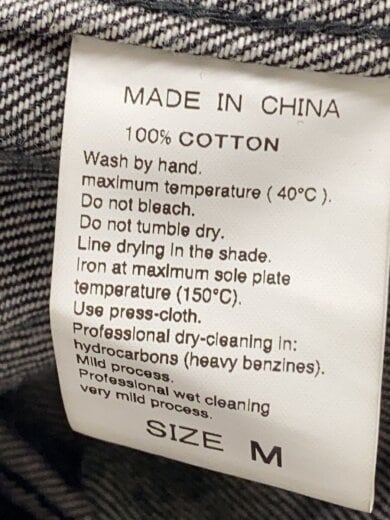 MADE IN CHINA
100% COTTON
Wash by hand.
maximum temperature ( 40°C ).
Do not bleach.
Do not tumble dry.
Line drying in the shade.
Iron at maximum sole plate
temperature (150°C).
Use press-cloth.
Professional dry-cleaning in:
hydrocarbons (heavy benzines).
Mild process.
Professional wet cleaning
very mild process.
SIZE M